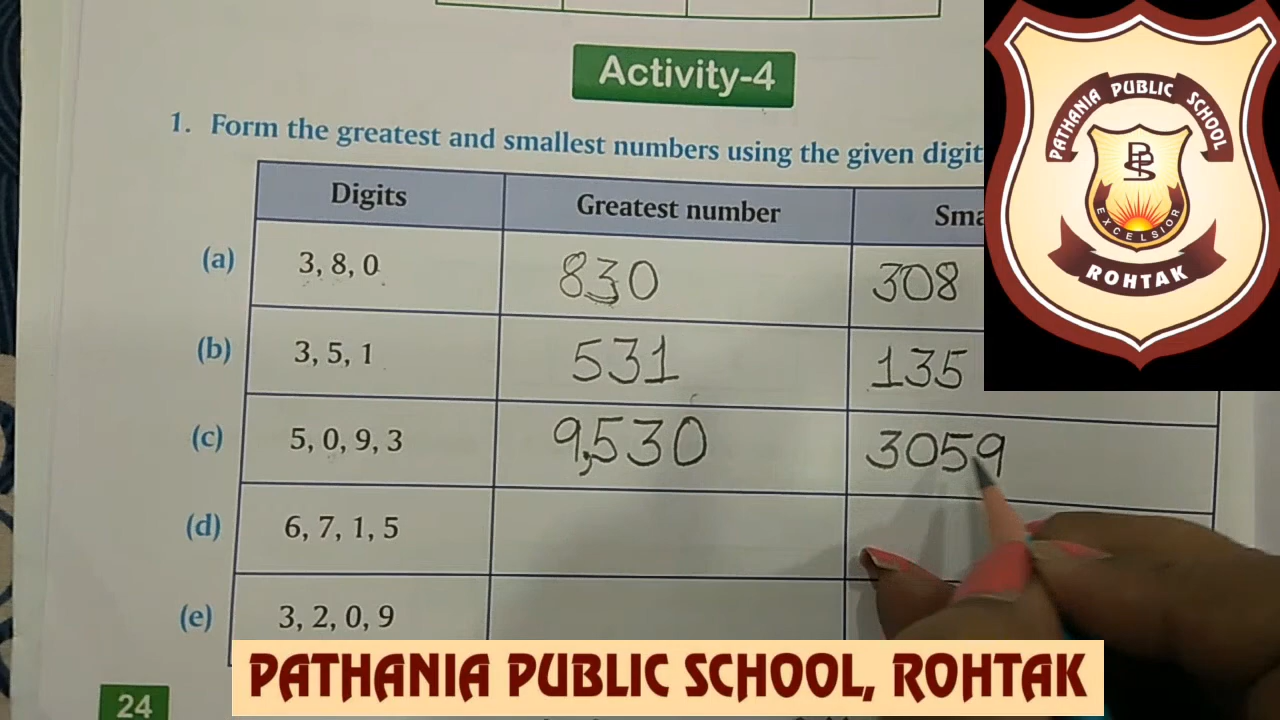 Activity-4
1. Form the greatest and smallest numbers using the given digit
Digits Greatest number Sma
(a) 3, 8, 0 830 308
(b) 3, 5, 1 531 135
(c) 5, 0, 9, 3 9,530 3059
(d) 6, 7, 1, 5
(e) 3, 2, 0, 9
24
PATHANIA PUBLIC SCHOOL
PPS
EXCELSIOR
ROHTAK
PATHANIA PUBLIC SCHOOL, ROHTAK